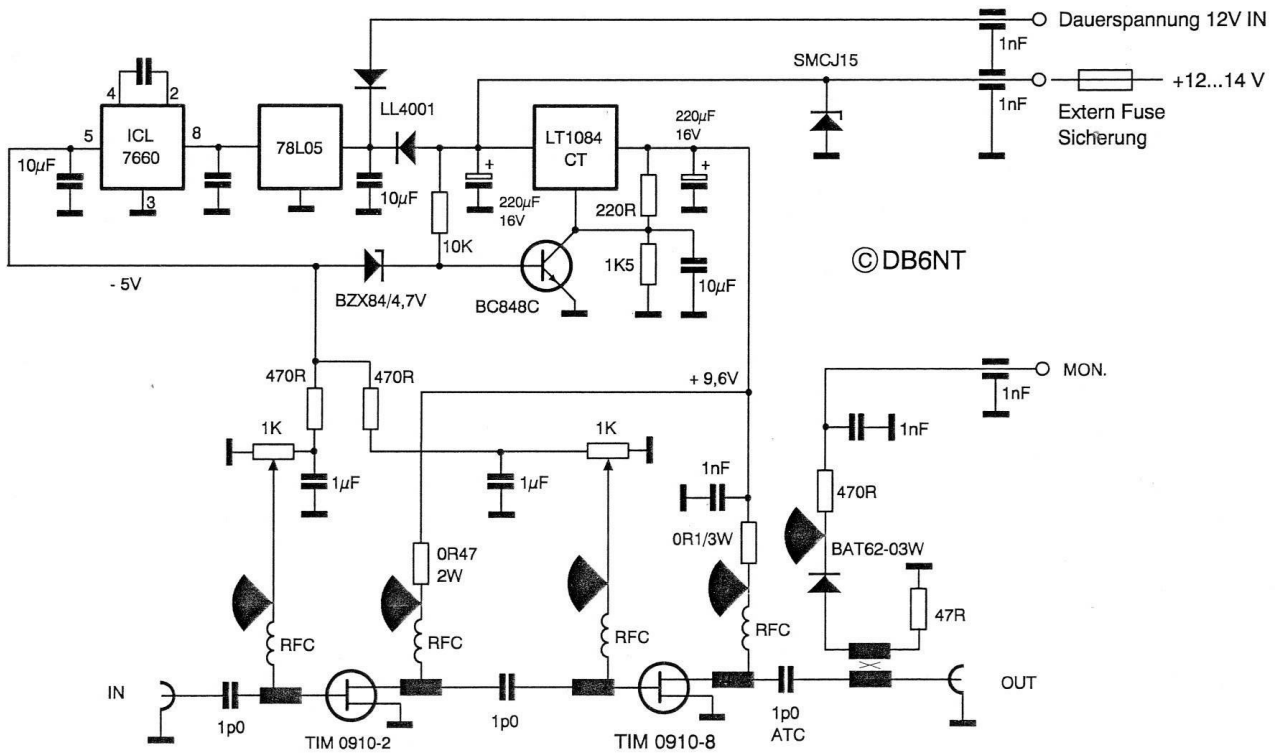 Dauerspannung 12V IN
1nF
SMCJ15
+12...14 V
1nF
Extern Fuse
Sicherung
4
2
LL4001
ICL
7660
5
8
3
10µF
78L05
10µF
LT1084
CT
220µF
16V
+
220µF
16V
+
220R
10K
1K5
10µF
© DB6NT
- 5V
BZX84/4,7V
BC848C
470R
470R
+ 9,6V
MON.
1nF
1nF
1K
1K
1µF
1µF
1nF
470R
0R47
2W
0R1/3W
BAT62-03W
47R
RFC
RFC
RFC
RFC
IN
OUT
1p0
1p0
1p0
ATC
TIM 0910-2
TIM 0910-8